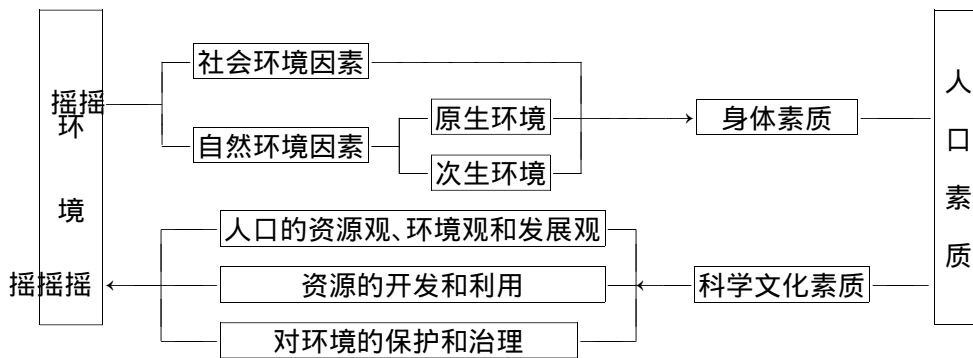 摇摇
环
境
摇摇摇
社会环境因素
自然环境因素
原生环境
次生环境
身体素质
人口的资源观、环境观和发展观
资源的开发和利用
对环境的保护和治理
科学文化素质
人
口
素
质